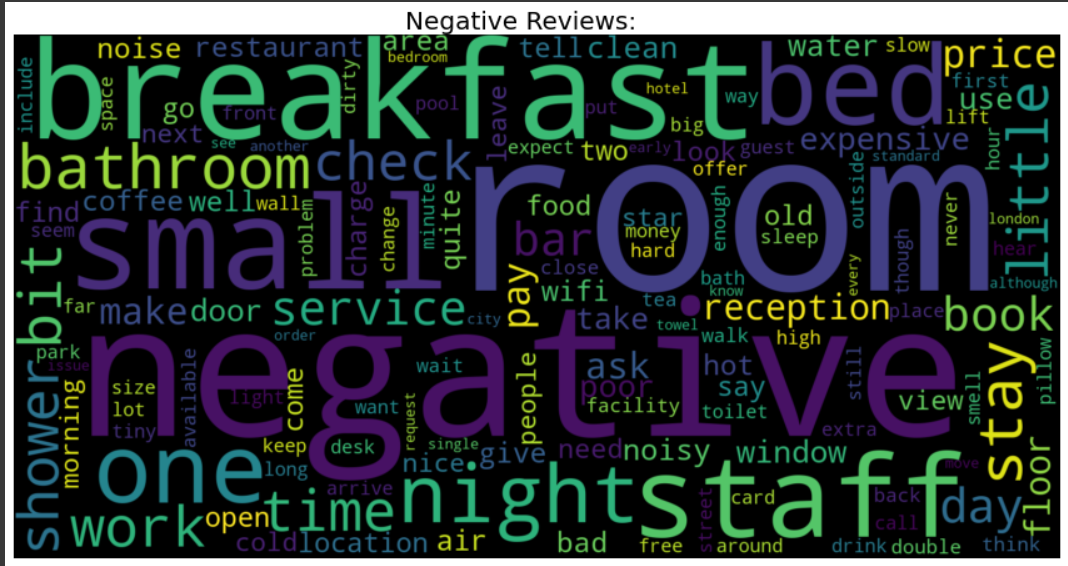 Negative Reviews:
noise restaurant area tell clean water slow price
include breakfast bedroom bed first
space go dirty pool hotel way use little
front next see another leave put big expensive lift hour
bathroom check expect two early look guest standard
offer outside
find coffee well wall charge minute quite food star enough old never london
seem small problem change bar room money sleep though hear
hard
bit close bath every although
far make door service pay wifi tea know reception place book
city take towel walk high
park order negative
issue shower morning size available light come wait people ask poor hot still view smell stay pillow
lot want request facility say
tiny toilet extra
one keep desk single need noisy window floor
long nice give move
arrive night staff
work open time card back day
cold location air bad free street around call drink double think